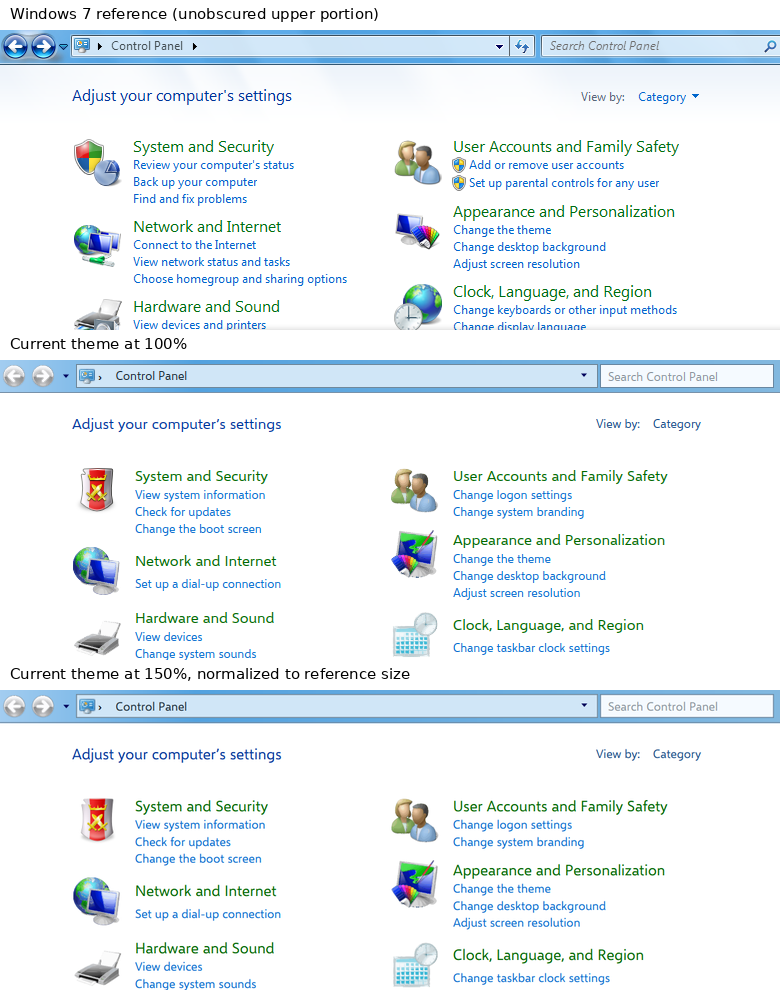 Windows 7 reference (unobscured upper portion)
Control Panel
Search Control Panel
Adjust your computer's settings
View by: Category
System and Security
Review your computer's status
Back up your computer
Find and fix problems
Network and Internet
Connect to the Internet
View network status and tasks
Choose homegroup and sharing options
Hardware and Sound
View devices and printers
User Accounts and Family Safety
Add or remove user accounts
Set up parental controls for any user
Appearance and Personalization
Change the theme
Change desktop background
Adjust screen resolution
Clock, Language, and Region
Change keyboards or other input methods
Change display language
Current theme at 100%
Control Panel
Search Control Panel
Adjust your computer’s settings
View by: Category
System and Security
View system information
Check for updates
Change the boot screen
Network and Internet
Set up a dial-up connection
Hardware and Sound
View devices
Change system sounds
User Accounts and Family Safety
Change logon settings
Change system branding
Appearance and Personalization
Change the theme
Change desktop background
Adjust screen resolution
Clock, Language, and Region
Change taskbar clock settings
Current theme at 150%, normalized to reference size
Control Panel
Search Control Panel
Adjust your computer’s settings
View by: Category
System and Security
View system information
Check for updates
Change the boot screen
Network and Internet
Set up a dial-up connection
Hardware and Sound
View devices
Change system sounds
User Accounts and Family Safety
Change logon settings
Change system branding
Appearance and Personalization
Change the theme
Change desktop background
Adjust screen resolution
Clock, Language, and Region
Change taskbar clock settings